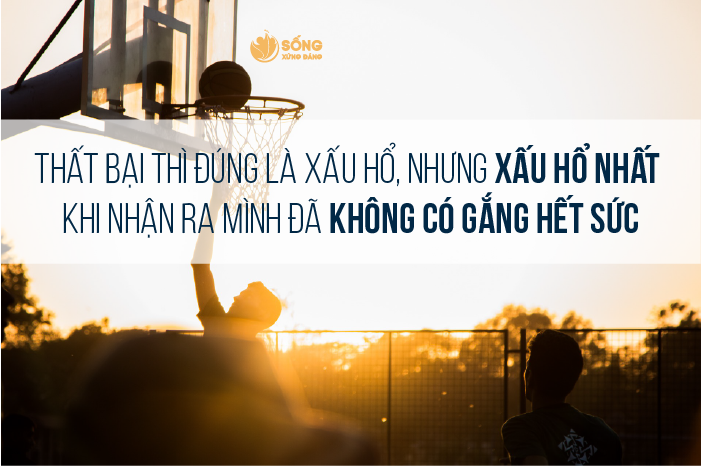 SỐNG
XỨNG ĐÁNG
THẤT BẠI THÌ ĐÚNG LÀ XẤU HỔ, NHƯNG XẤU HỔ NHẤT
KHI NHẬN RA MÌNH ĐÃ KHÔNG CÓ GẮNG HẾT SỨC